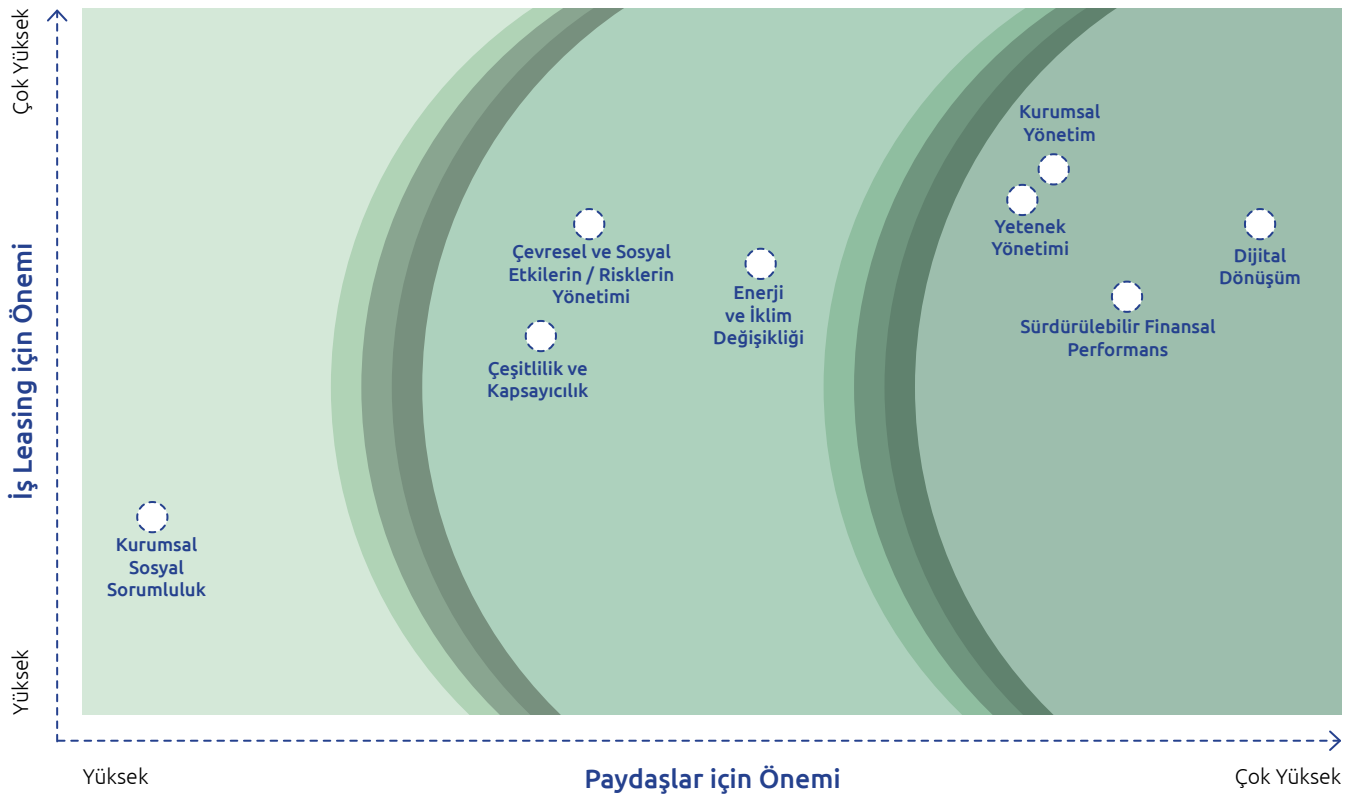 Çok Yüksek
İş Leasing için Önemi
Yüksek
Kurumsal
Yönetim
Yetenek
Yönetimi
Dijital
Dönüşüm
Sürdürülebilir Finansal
Performans
Çevresel ve Sosyal
Etkilerin / Risklerin
Yönetimi
Enerji
ve İklim
Değişikliği
Çeşitlilik ve
Kapsayıcılık
Kurumsal
Sosyal
Sorumluluk
Yüksek
Paydaşlar için Önemi
Çok Yüksek